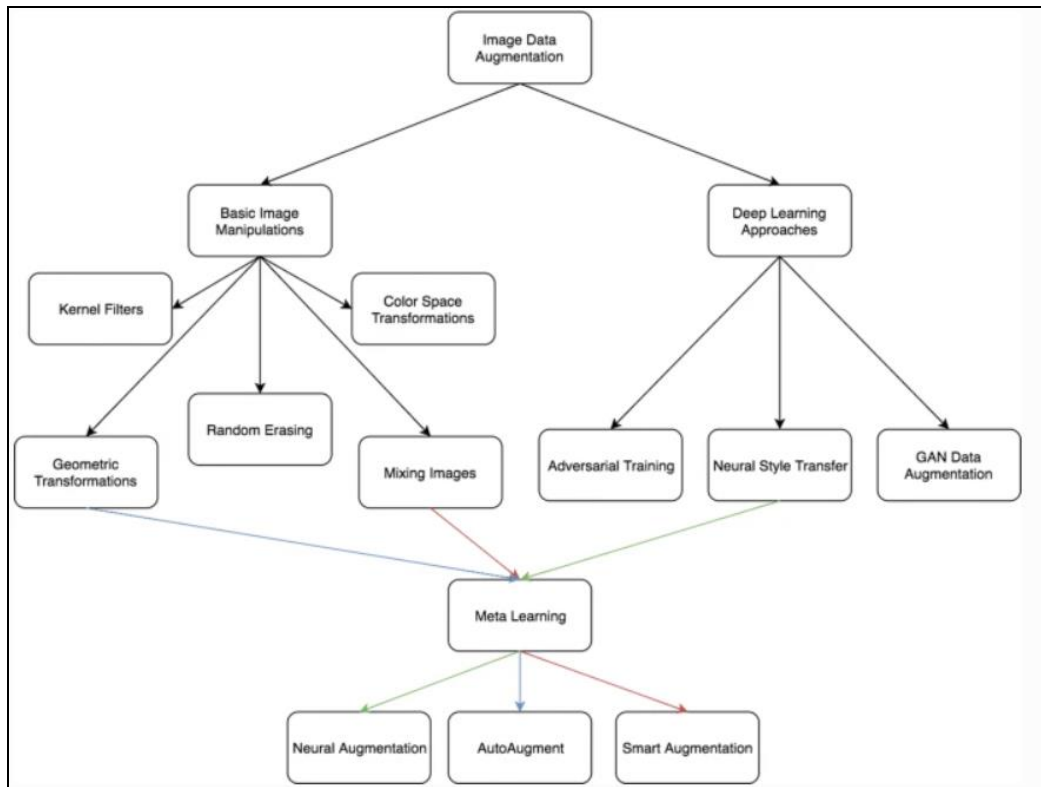 Image Data
Augmentation
Basic Image
Manipulations
Deep Learning
Approaches
Kernel Filters
Color Space
Transformations
Random Erasing
Geometric
Transformations
Mixing Images
Adversarial Training
Neural Style Transfer
GAN Data
Augmentation
Meta Learning
Neural Augmentation
AutoAugment
Smart Augmentation